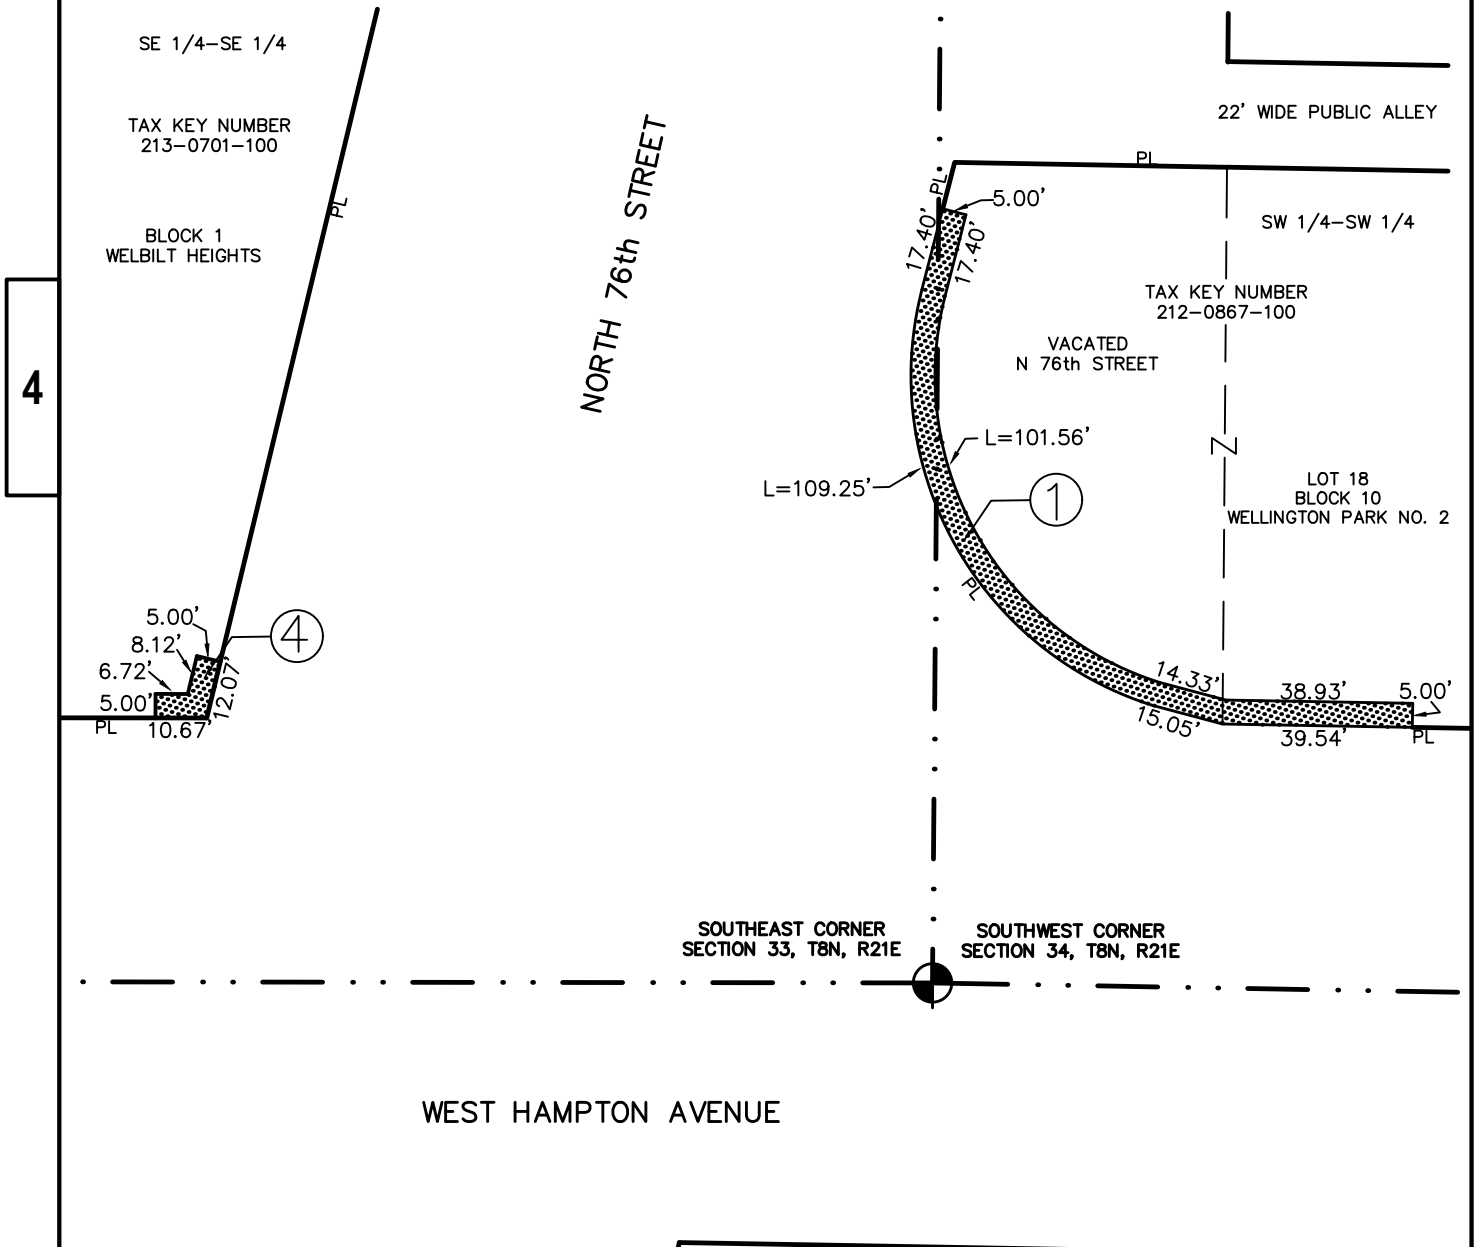 SE 1/4-SE 1/4
TAX KEY NUMBER
213-0701-100
BLOCK 1
WELBILT HEIGHTS
PL
4
NORTH 76th STREET
22' WIDE PUBLIC ALLEY
PL
PL
5.00'
17.40'
17.40'
SW 1/4-SW 1/4
TAX KEY NUMBER
212-0867-100
VACATED
N 76th STREET
L=101.56'
L=109.25'
1
Z
LOT 18
BLOCK 10
WELLINGTON PARK NO. 2
PL
5.00'
8.12'
6.72'
5.00'
4
12.07'
PL
10.67'
14.33'
15.05'
38.93'
5.00'
39.54'
PL
SOUTHEAST CORNER
SECTION 33, T8N, R21E
SOUTHWEST CORNER
SECTION 34, T8N, R21E
WEST HAMPTON AVENUE